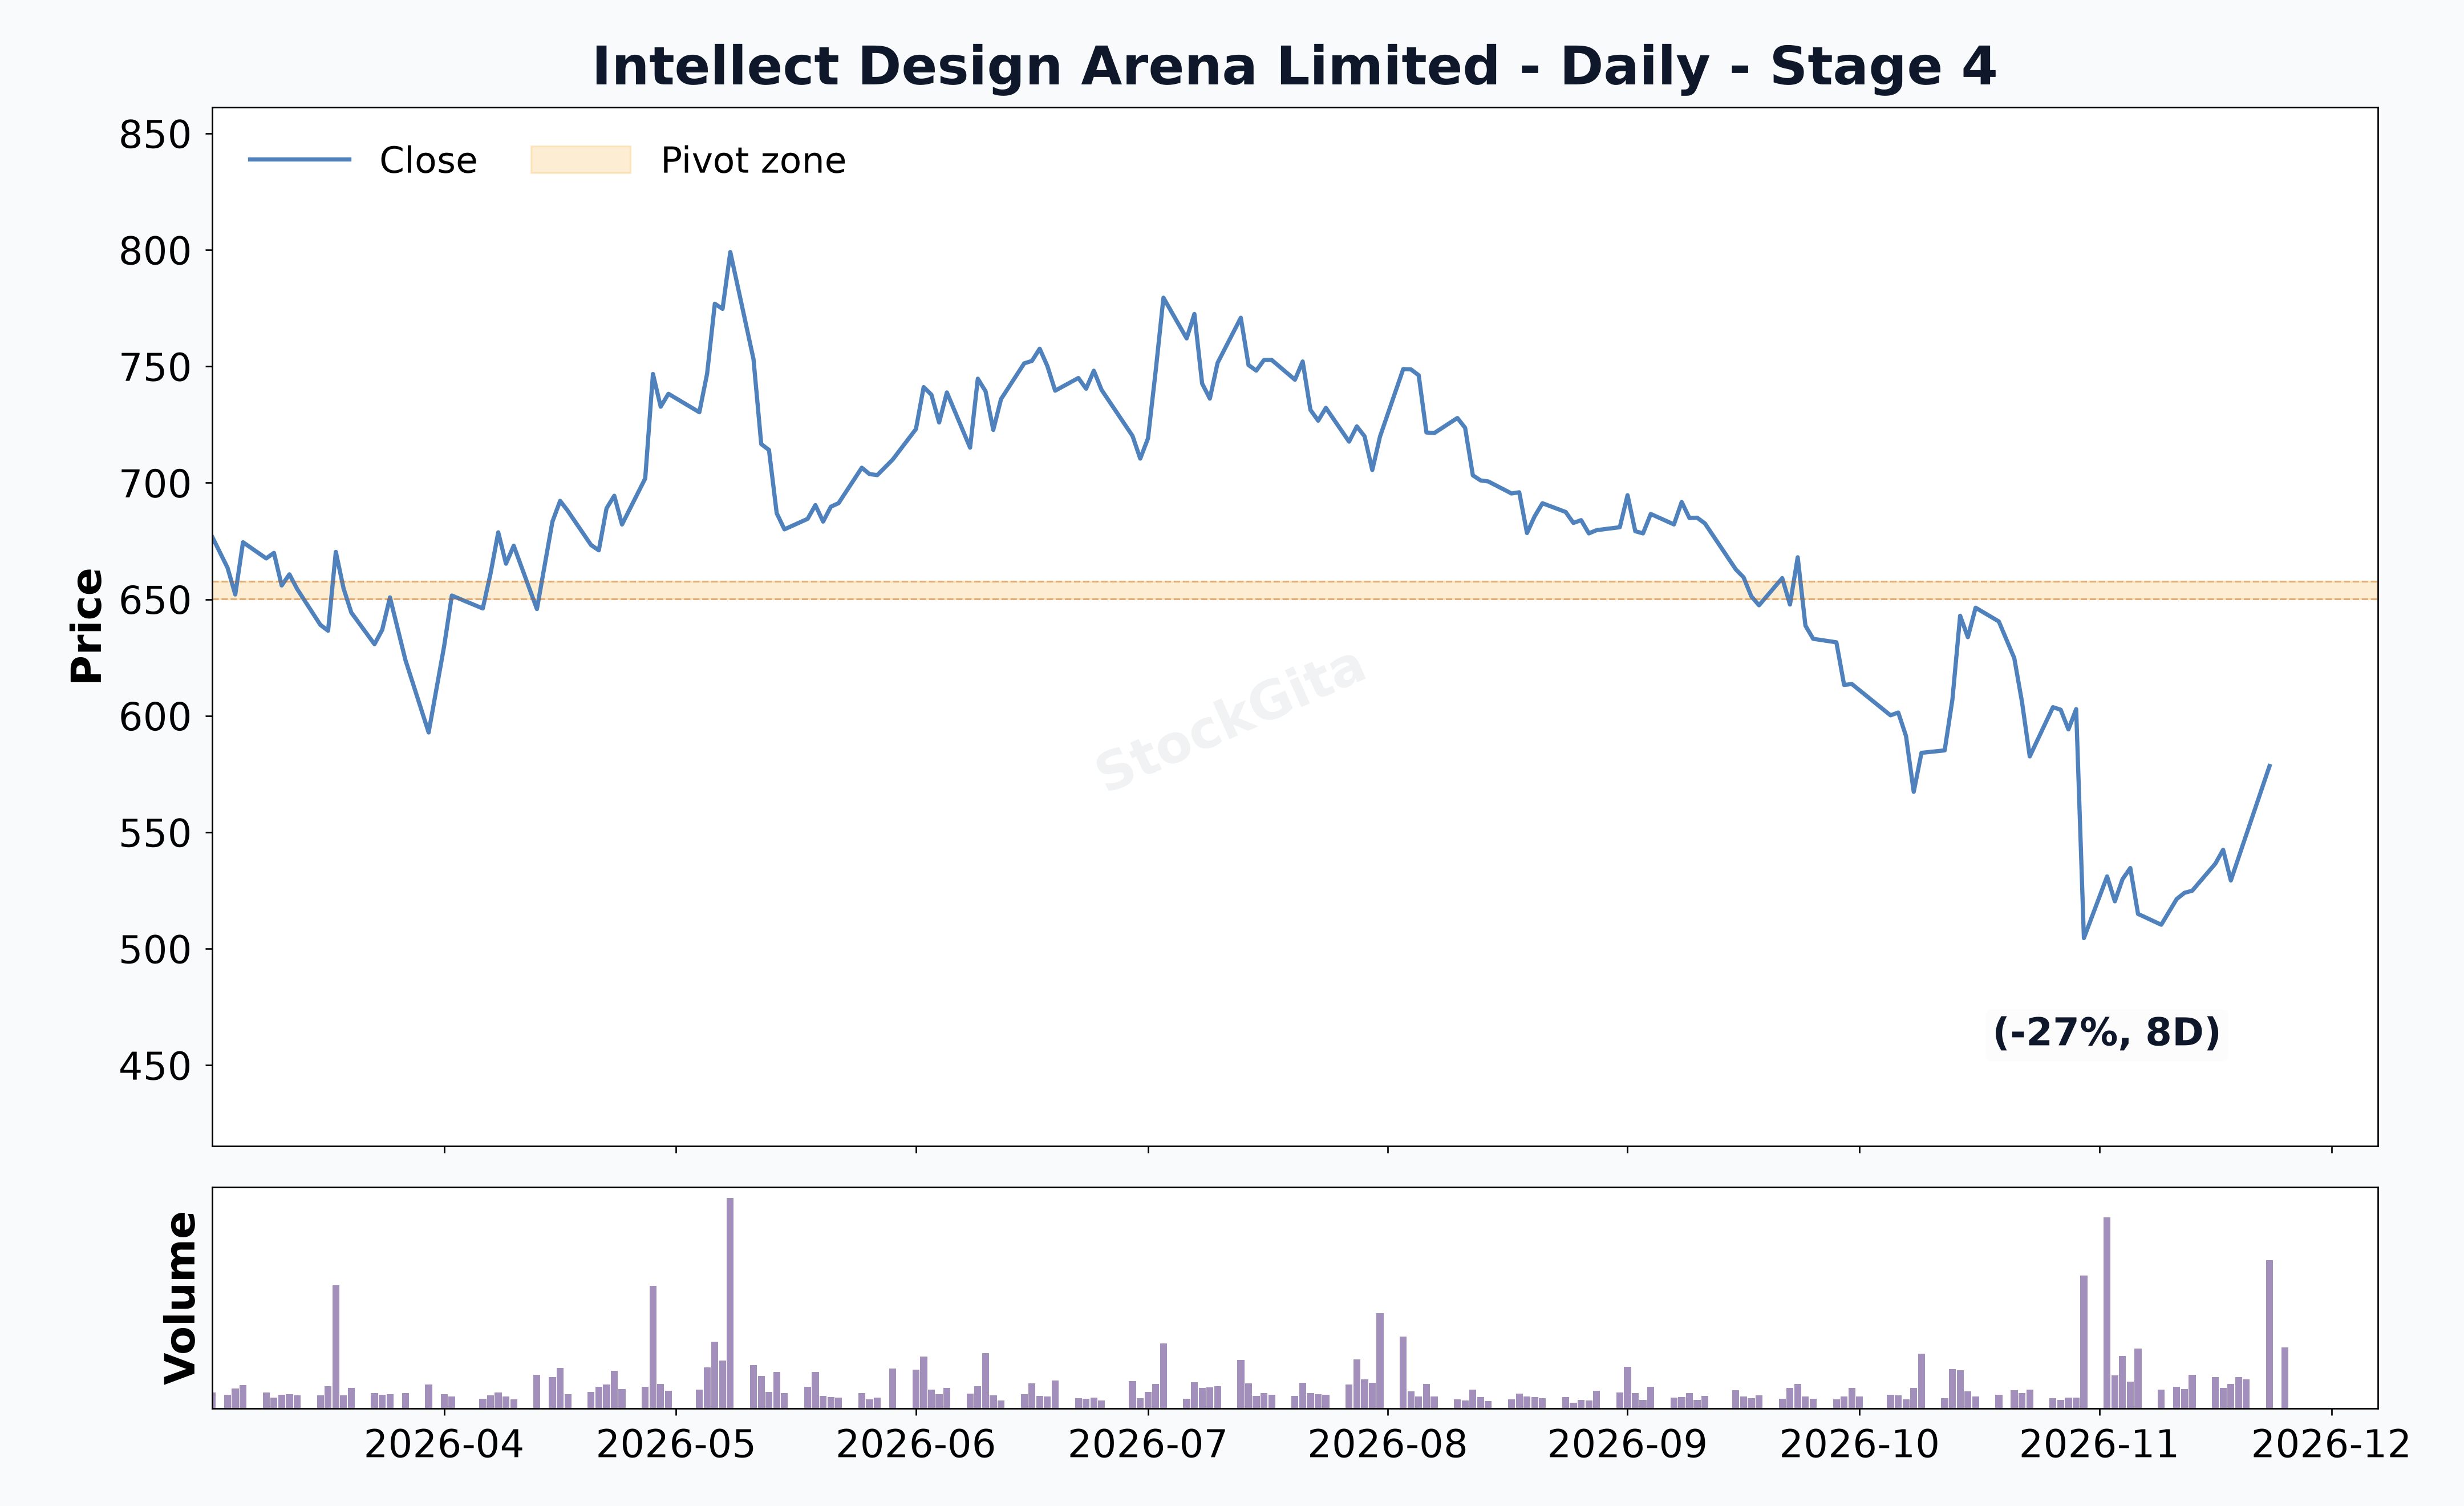 Intellect Design Arena Limited - Daily - Stage 4
Close
Pivot zone
850
800
750
700
650
600
550
500
450
Price
StockGita
(-27%, 8D)
Volume
2026-04
2026-05
2026-06
2026-07
2026-08
2026-09
2026-10
2026-11
2026-12